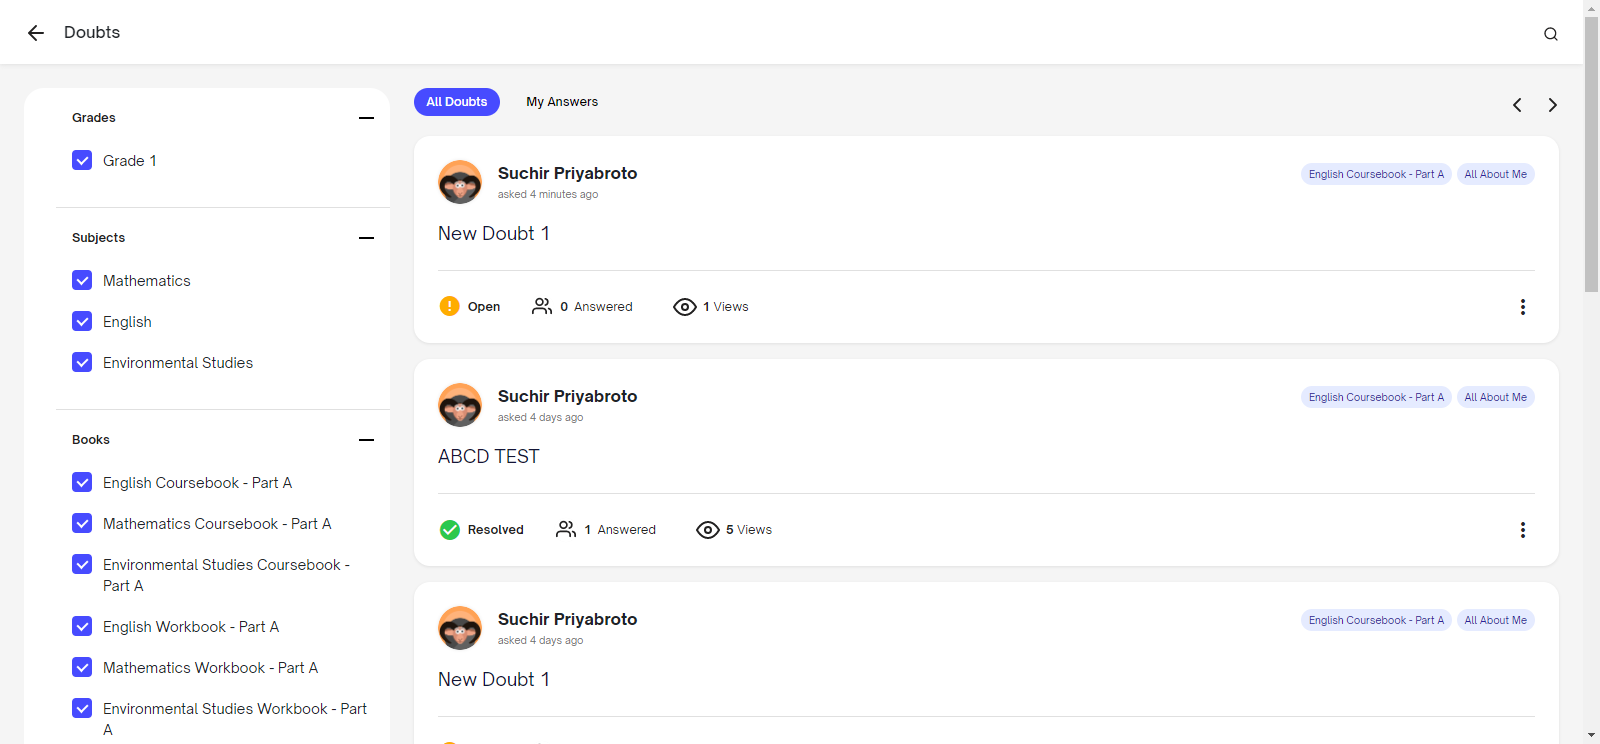 Doubts
Grades
Grade 1
Subjects
Mathematics
English
Environmental Studies
Books
English Coursebook - Part A
Mathematics Coursebook - Part A
Environmental Studies Coursebook -
Part A
English Workbook - Part A
Mathematics Workbook - Part A
Environmental Studies Workbook - Part
A
All Doubts
My Answers
Suchir Priyabroto
asked 4 minutes ago
English Coursebook - Part A
All About Me
New Doubt 1
Open
0 Answered
1 Views
Suchir Priyabroto
asked 4 days ago
English Coursebook - Part A
All About Me
ABCD TEST
Resolved
1 Answered
5 Views
Suchir Priyabroto
asked 4 days ago
English Coursebook - Part A
All About Me
New Doubt 1